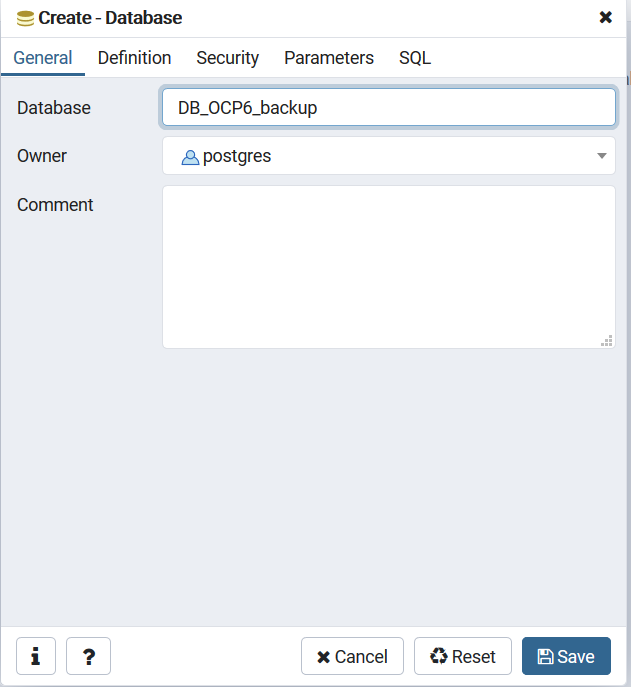 Create - Database
General Definition Security Parameters SQL
Database DB_OCP6_backup
Owner postgres
Comment
i ? Cancel Reset Save